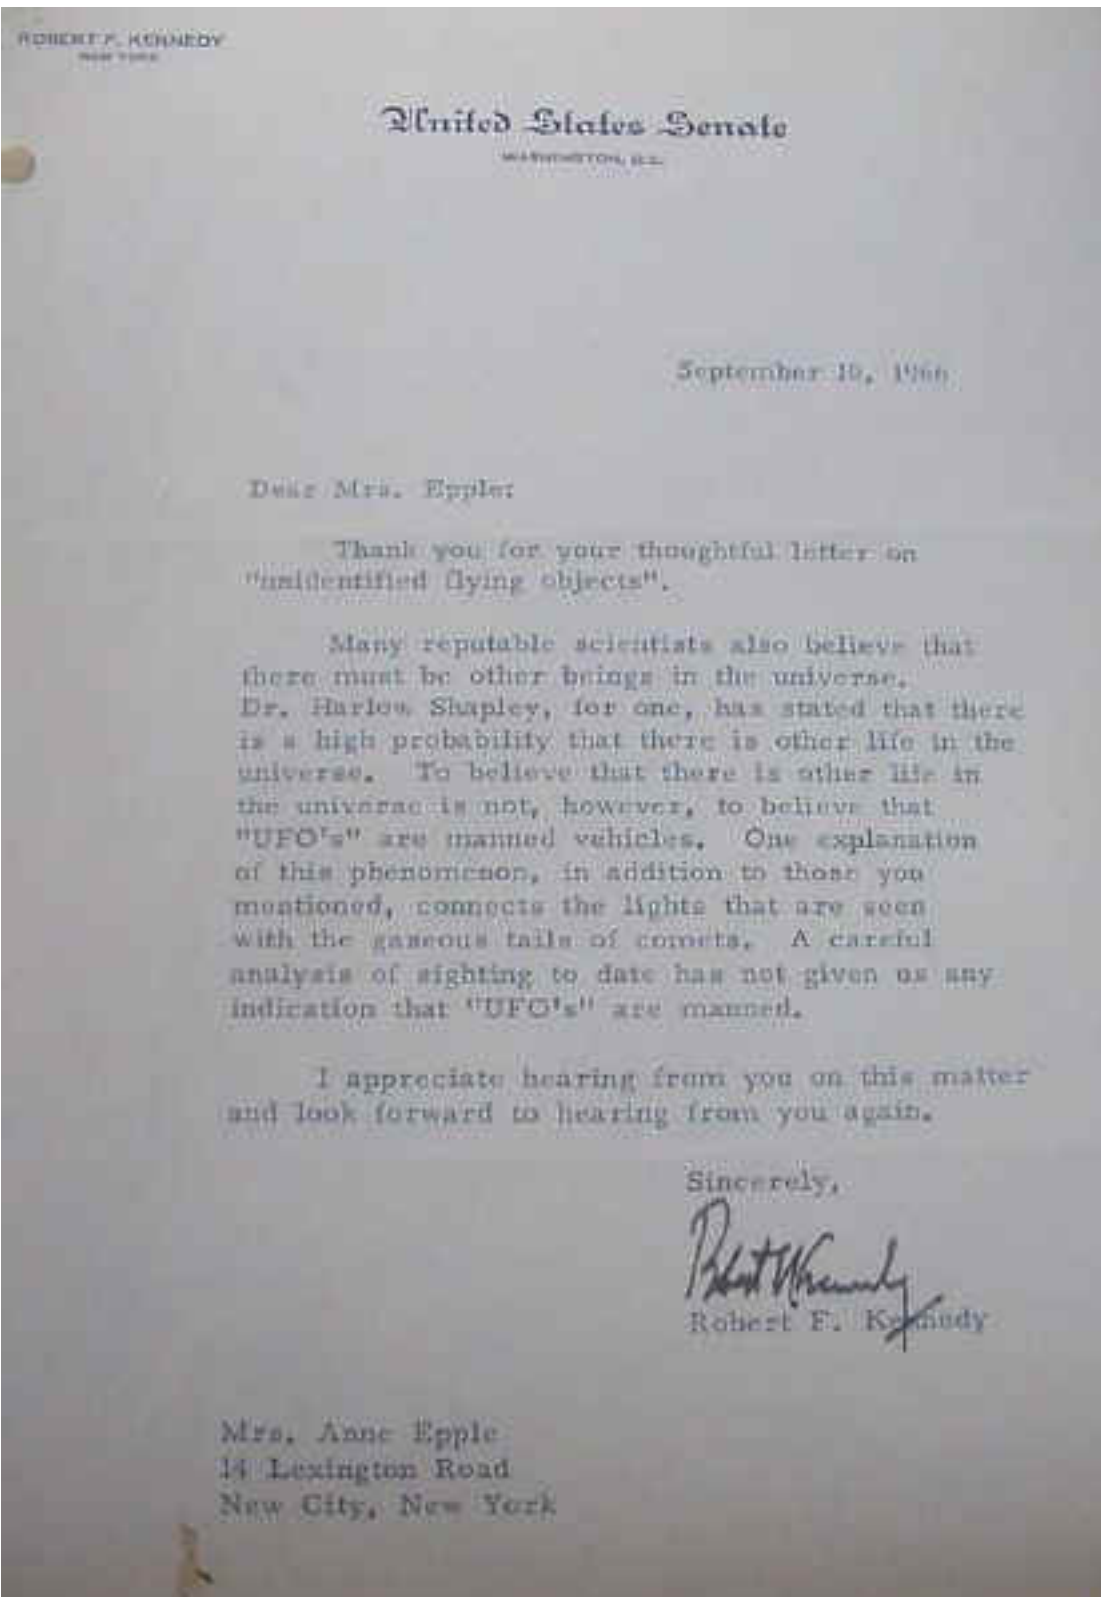 ROBERT F. KENNEDY
NEW YORK
United States Senate
WASHINGTON, D.C.
September 10, 1966
Dear Mrs. Epple:
Thank you for your thoughtful letter on
"unidentified flying objects".
Many reputable scientists also believe that
there must be other beings in the universe.
Dr. Harlow Shapley, for one, has stated that there
is a high probability that there is other life in the
universe. To believe that there is other life in
the universe is not, however, to believe that
"UFO's" are manned vehicles. One explanation
of this phenomenon, in addition to those you
mentioned, connects the lights that are seen
with the gaseous tails of comets. A careful
analysis of sighting to date has not given us any
indication that "UFO's" are manned.
I appreciate hearing from you on this matter
and look forward to hearing from you again.
Sincerely,
Robert Kennedy
Robert F. Kennedy
Mrs. Anne Epple
14 Lexington Road
New City, New York